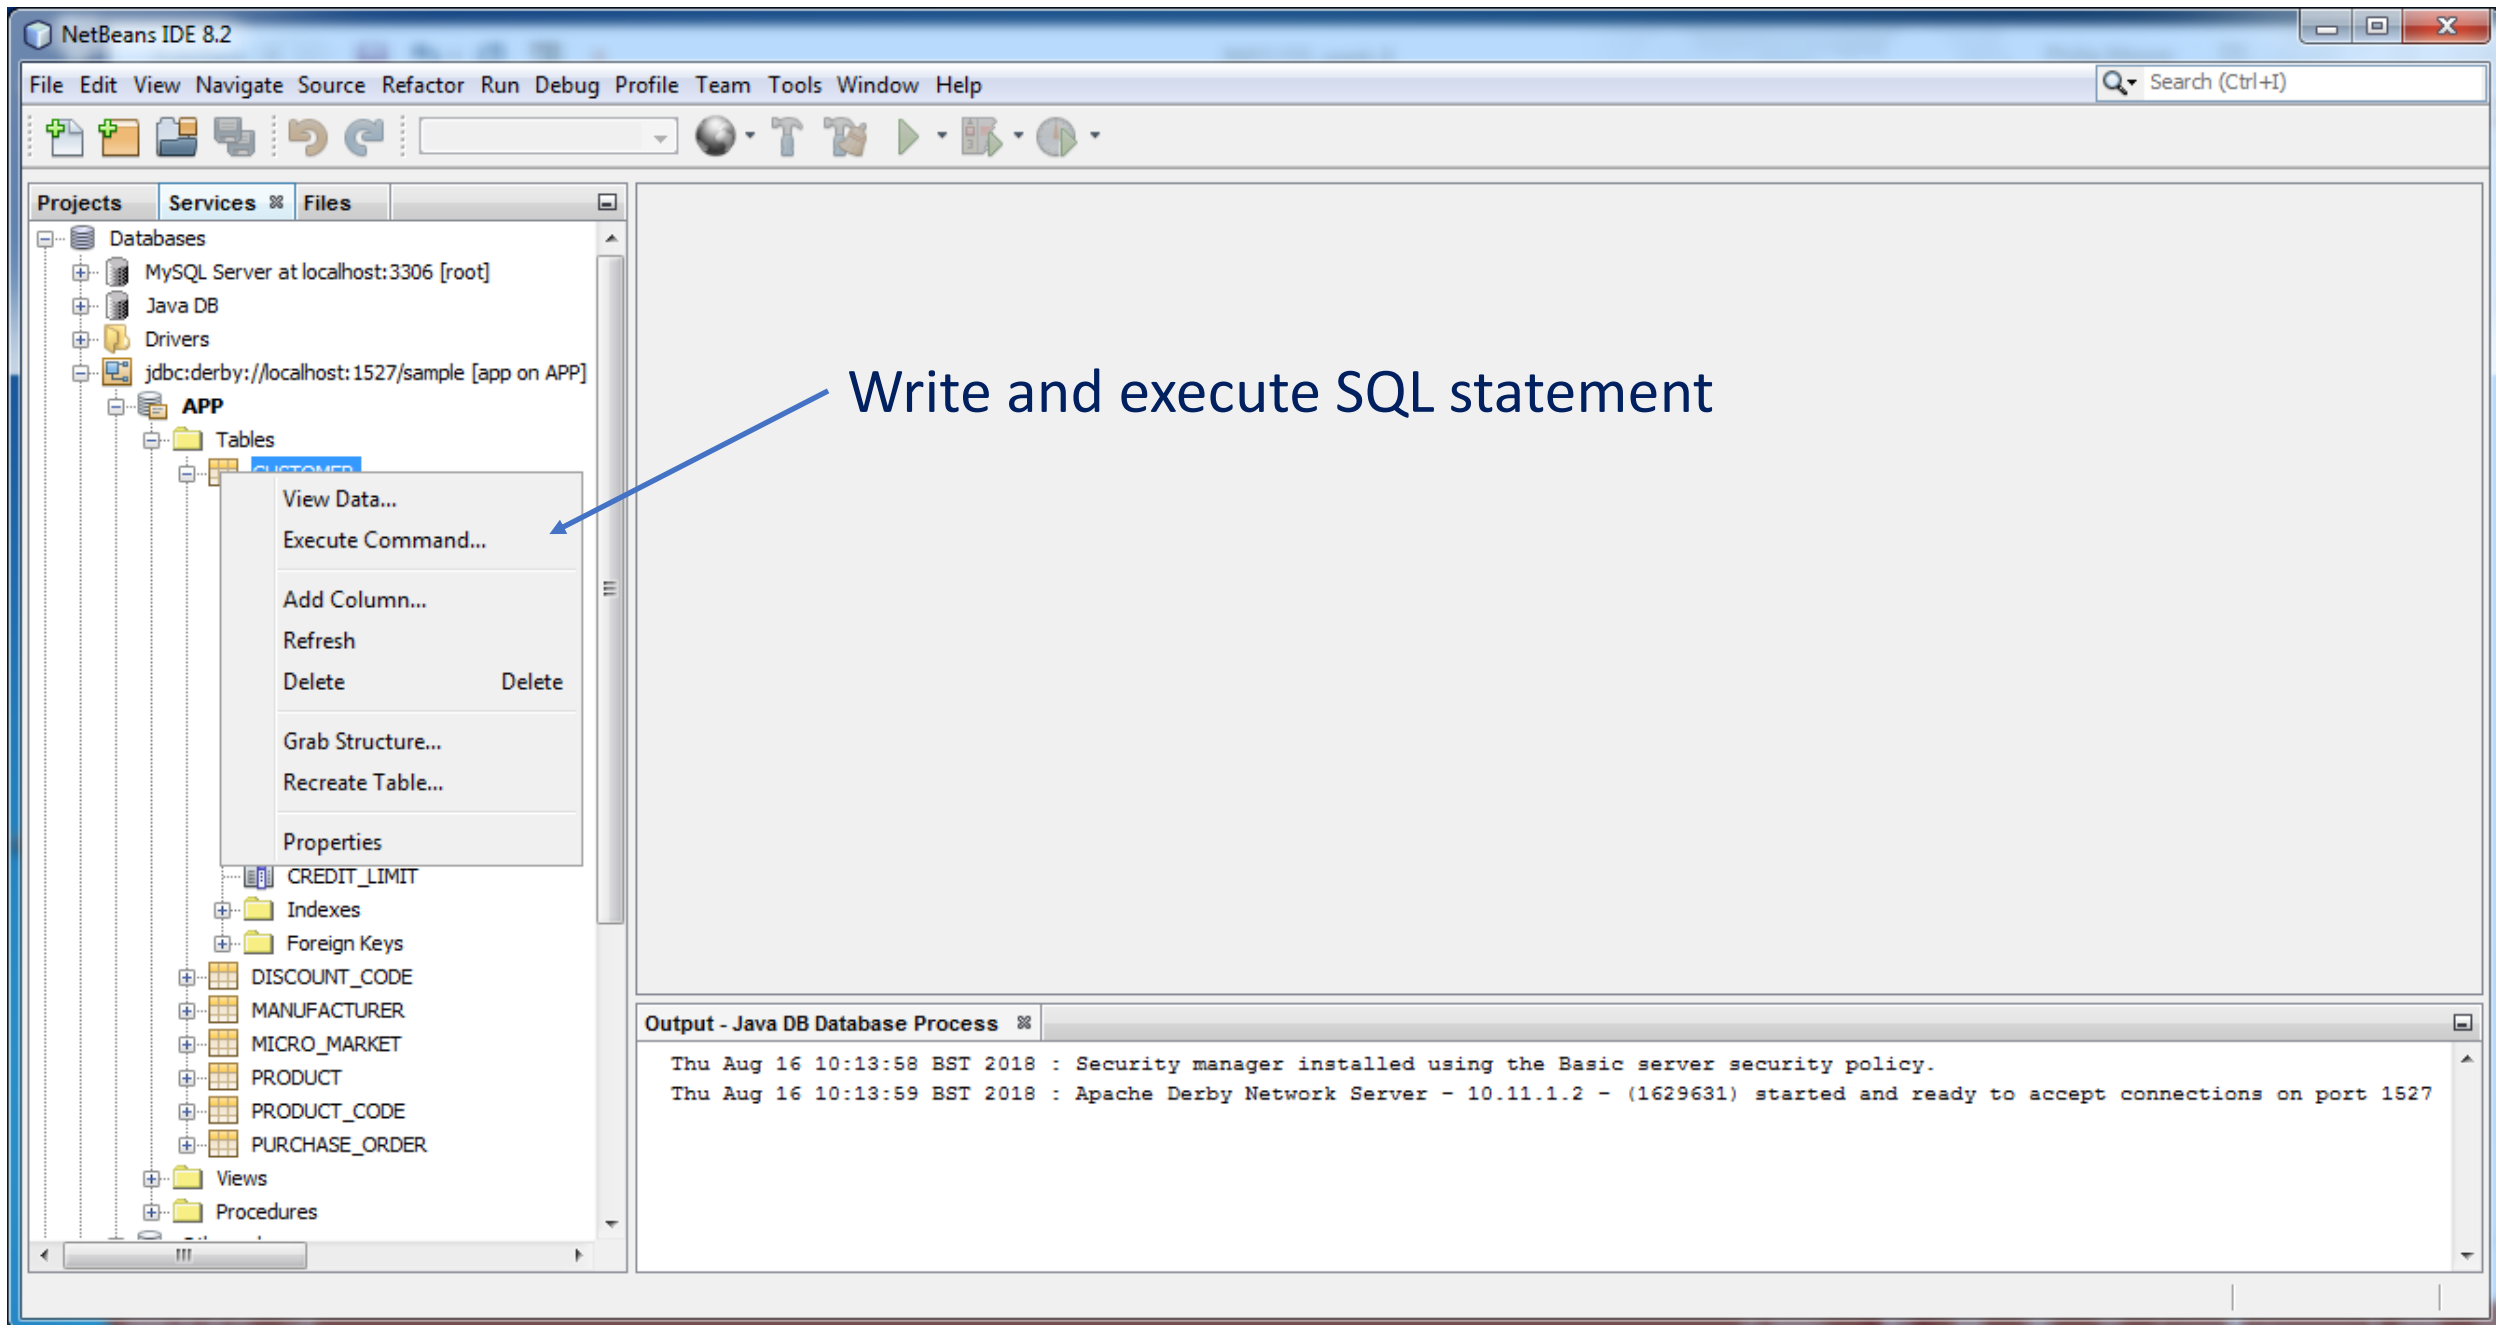 NetBeans IDE 8.2
File Edit View Navigate Source Refactor Run Debug Profile Team Tools Window Help
Search (Ctrl+I)
Projects Services Files
Databases
MySQL Server at localhost:3306 [root]
Java DB
Drivers
jdbc:derby://localhost:1527/sample [app on APP]
APP
Tables
CUSTOMER
View Data...
Execute Command...
Add Column...
Refresh
Delete Delete
Grab Structure...
Recreate Table...
Properties
CREDIT_LIMIT
Indexes
Foreign Keys
DISCOUNT_CODE
MANUFACTURER
MICRO_MARKET
PRODUCT
PRODUCT_CODE
PURCHASE_ORDER
Views
Procedures
Write and execute SQL statement
Output - Java DB Database Process
Thu Aug 16 10:13:58 BST 2018 : Security manager installed using the Basic server security policy.
Thu Aug 16 10:13:59 BST 2018 : Apache Derby Network Server - 10.11.1.2 - (1629631) started and ready to accept connections on port 1527